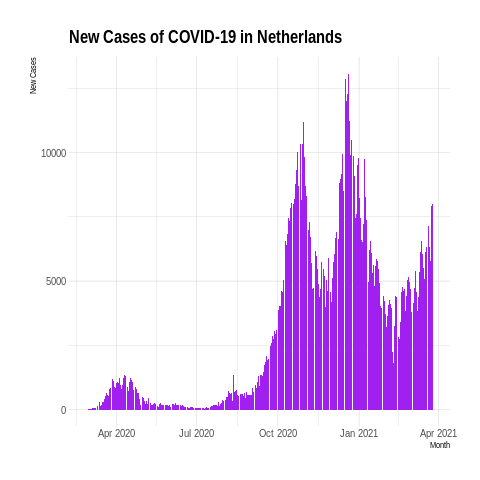 New Cases of COVID-19 in Netherlands
New Cases
10000
5000
0
Apr 2020 Jul 2020 Oct 2020 Jan 2021 Apr 2021
Month